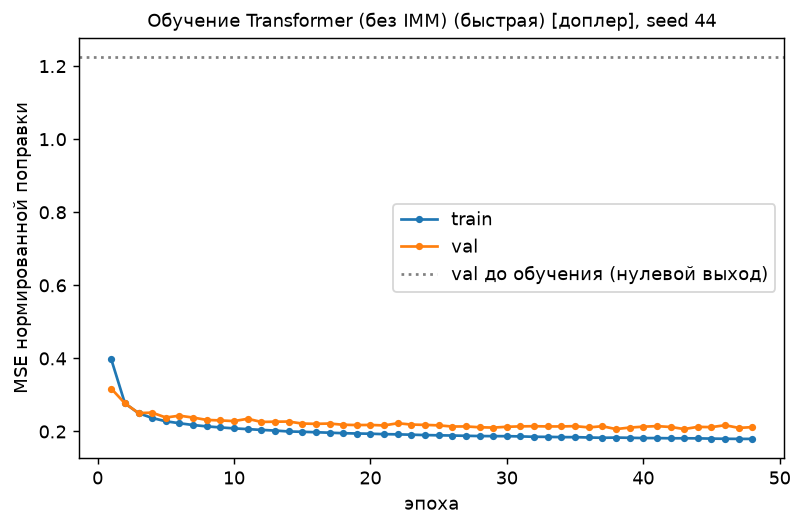 Обучение Transformer (без IMM) (быстрая) [доплер], seed 44
MSE нормированной поправки
1.2
1.0
0.8
0.6
0.4
0.2
train
val
val до обучения (нулевой выход)
0 10 20 30 40 50
эпоха